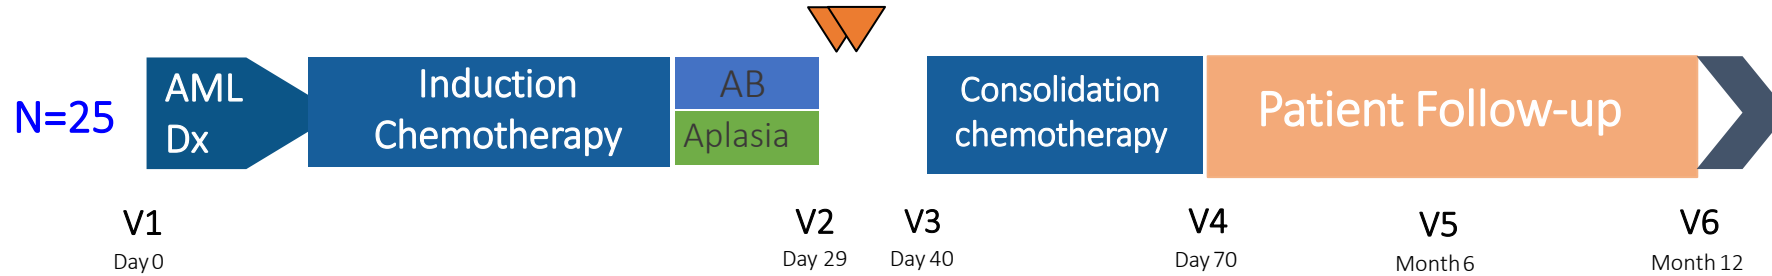 N=25
AML
Dx
Induction
Chemotherapy
AB
Aplasia
Consolidation
chemotherapy
Patient Follow-up
V1
Day 0
V2
Day 29
V3
Day 40
V4
Day 70
V5
Month 6
V6
Month 12